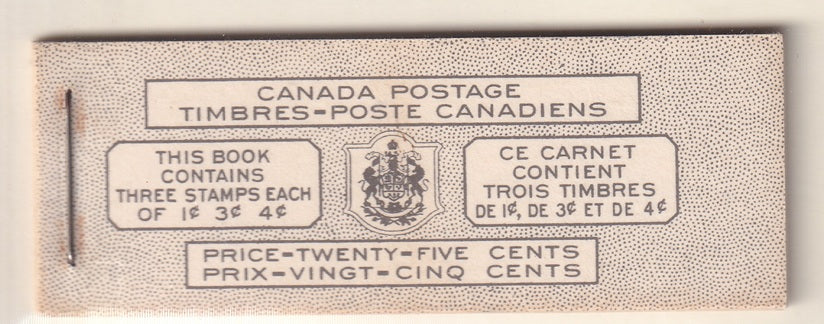 CANADA POSTAGE
TIMBRES-POSTE CANADIENS
THIS BOOK
CONTAINS
THREE STAMPS EACH
OF 1¢ 3¢ 4¢
CE CARNET
CONTIENT
TROIS TIMBRES
DE 1¢, DE 3¢ ET DE 4¢
PRICE-TWENTY-FIVE CENTS
PRIX-VINGT-CINQ CENTS